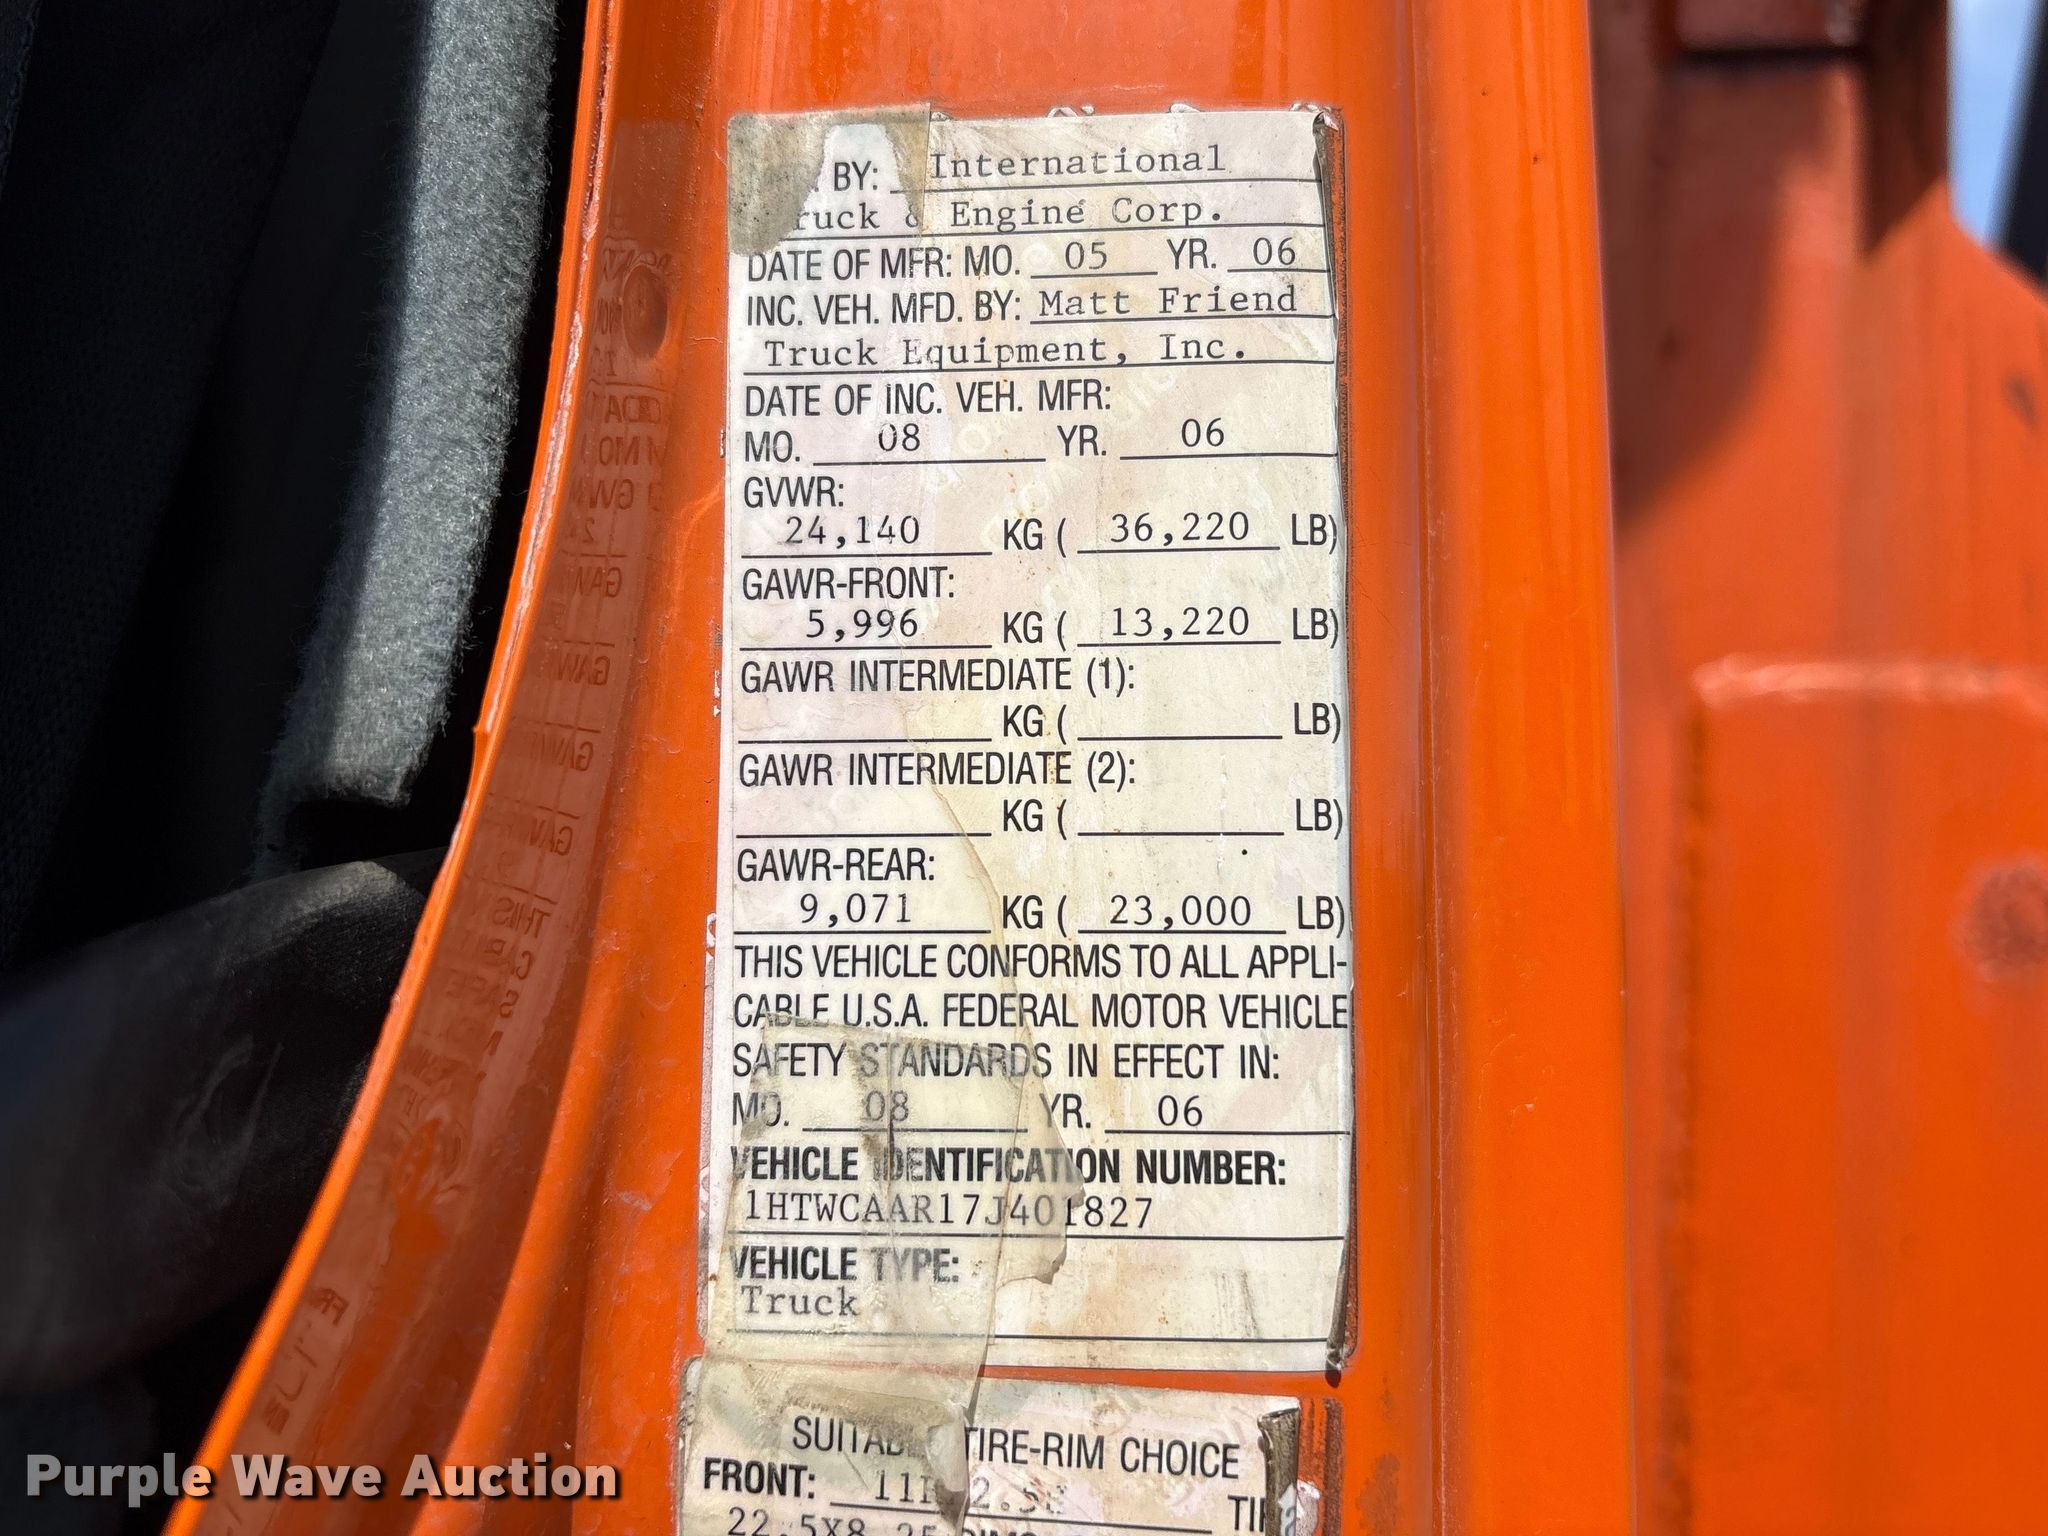 BY: International
ruck & Engine Corp.
DATE OF MFR: MO. 05 YR. 06
INC. VEH. MFD. BY: Matt Friend
Truck Equipment, Inc.
DATE OF INC. VEH. MFR:
MO. 08 YR. 06
GVWR:
24,140 KG ( 36,220 LB)
GAWR-FRONT:
5,996 KG ( 13,220 LB)
GAWR INTERMEDIATE (1):
KG ( LB)
GAWR INTERMEDIATE (2):
KG ( LB)
GAWR-REAR:
9,071 KG ( 23,000 LB)
THIS VEHICLE CONFORMS TO ALL APPLI-
CABLE U.S.A. FEDERAL MOTOR VEHICLE
SAFETY STANDARDS IN EFFECT IN:
MO. 08 YR. 06
VEHICLE IDENTIFICATION NUMBER:
1HTWCAAR17J401827
VEHICLE TYPE:
Truck
SUITABLE TIRE-RIM CHOICE
FRONT:
Purple Wave Auction